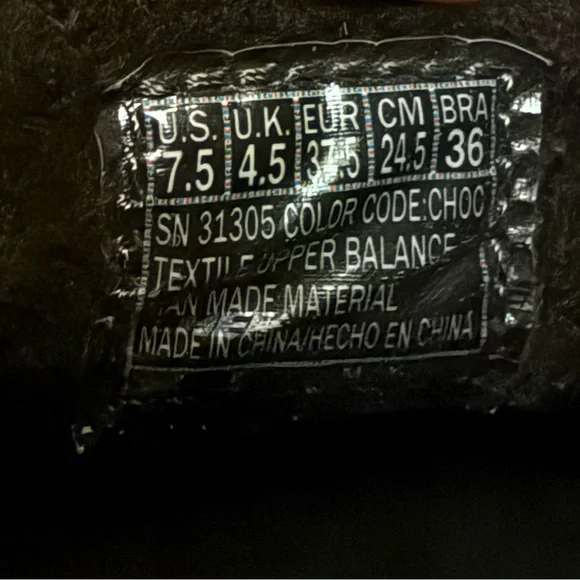 U.S. U.K. EUR CM BRA
7.5 4.5 37.5 24.5 36
SN 31305 COLOR CODE:CHOC
TEXTILE UPPER BALANCE
MAN MADE MATERIAL
MADE IN CHINA/HECHO EN CHINA